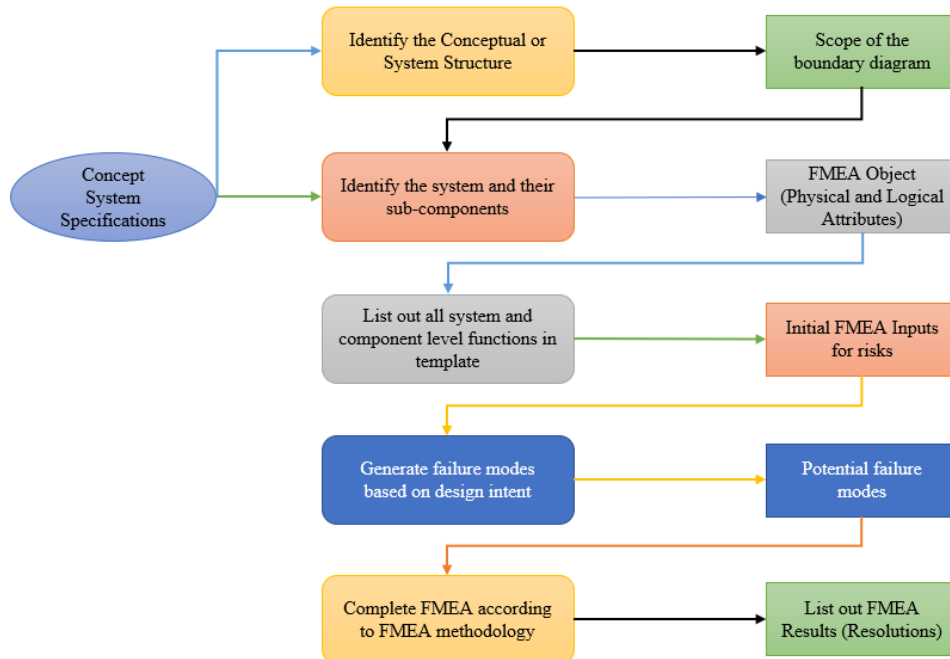 Identify the Conceptual or
System Structure
Scope of the
boundary diagram
Concept
System
Specifications
Identify the system and their
sub-components
FMEA Object
(Physical and Logical
Attributes)
List out all system and
component level functions in
template
Initial FMEA Inputs
for risks
Generate failure modes
based on design intent
Potential failure
modes
Complete FMEA according
to FMEA methodology
List out FMEA
Results (Resolutions)